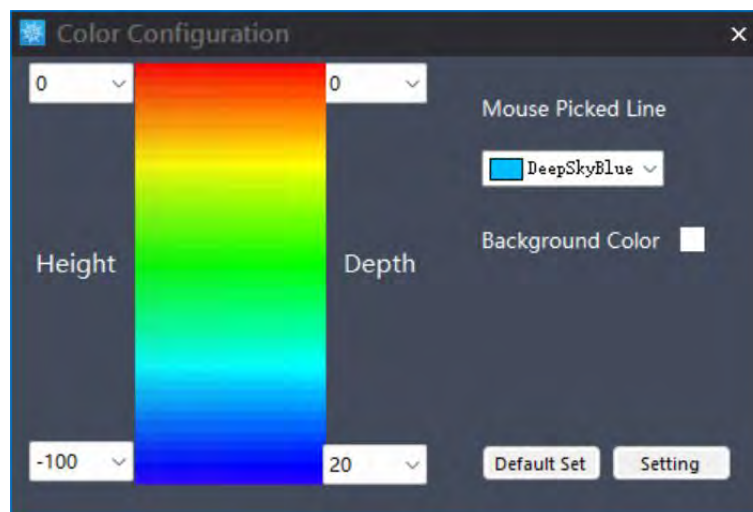 Color Configuration
0
0
Mouse Picked Line
DeepSkyBlue
Background Color
Height
Depth
-100
20
Default Set
Setting